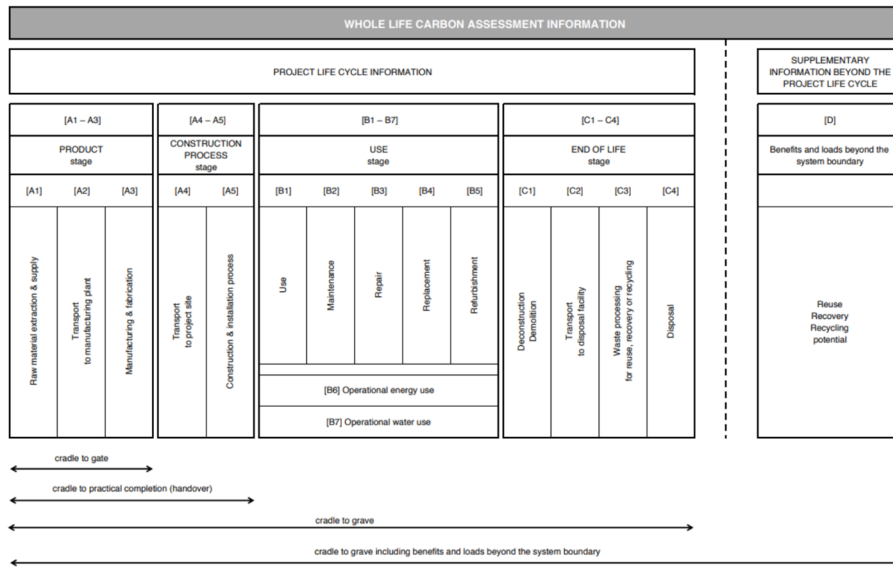 WHOLE LIFE CARBON ASSESSMENT INFORMATION
PROJECT LIFE CYCLE INFORMATION
SUPPLEMENTARY
INFORMATION BEYOND THE
PROJECT LIFE CYCLE
[A1 – A3]
[A4 – A5]
[B1 – B7]
[C1 – C4]
[D]
PRODUCT
stage
CONSTRUCTION
PROCESS
stage
USE
stage
END OF LIFE
stage
Benefits and loads beyond the
system boundary
[A1]
[A2]
[A3]
[A4]
[A5]
[B1]
[B2]
[B3]
[B4]
[B5]
[C1]
[C2]
[C3]
[C4]
Raw material extraction & supply
Transport
to manufacturing plant
Manufacturing & fabrication
Transport
to project site
Construction & installation process
Use
Maintenance
Repair
Replacement
Refurbishment
[B6] Operational energy use
[B7] Operational water use
Deconstruction
Demolition
Transport
to disposal facility
Waste processing
for reuse, recovery or recycling
Disposal
Reuse
Recovery
Recycling
potential
cradle to gate
cradle to practical completion (handover)
cradle to grave
cradle to grave including benefits and loads beyond the system boundary